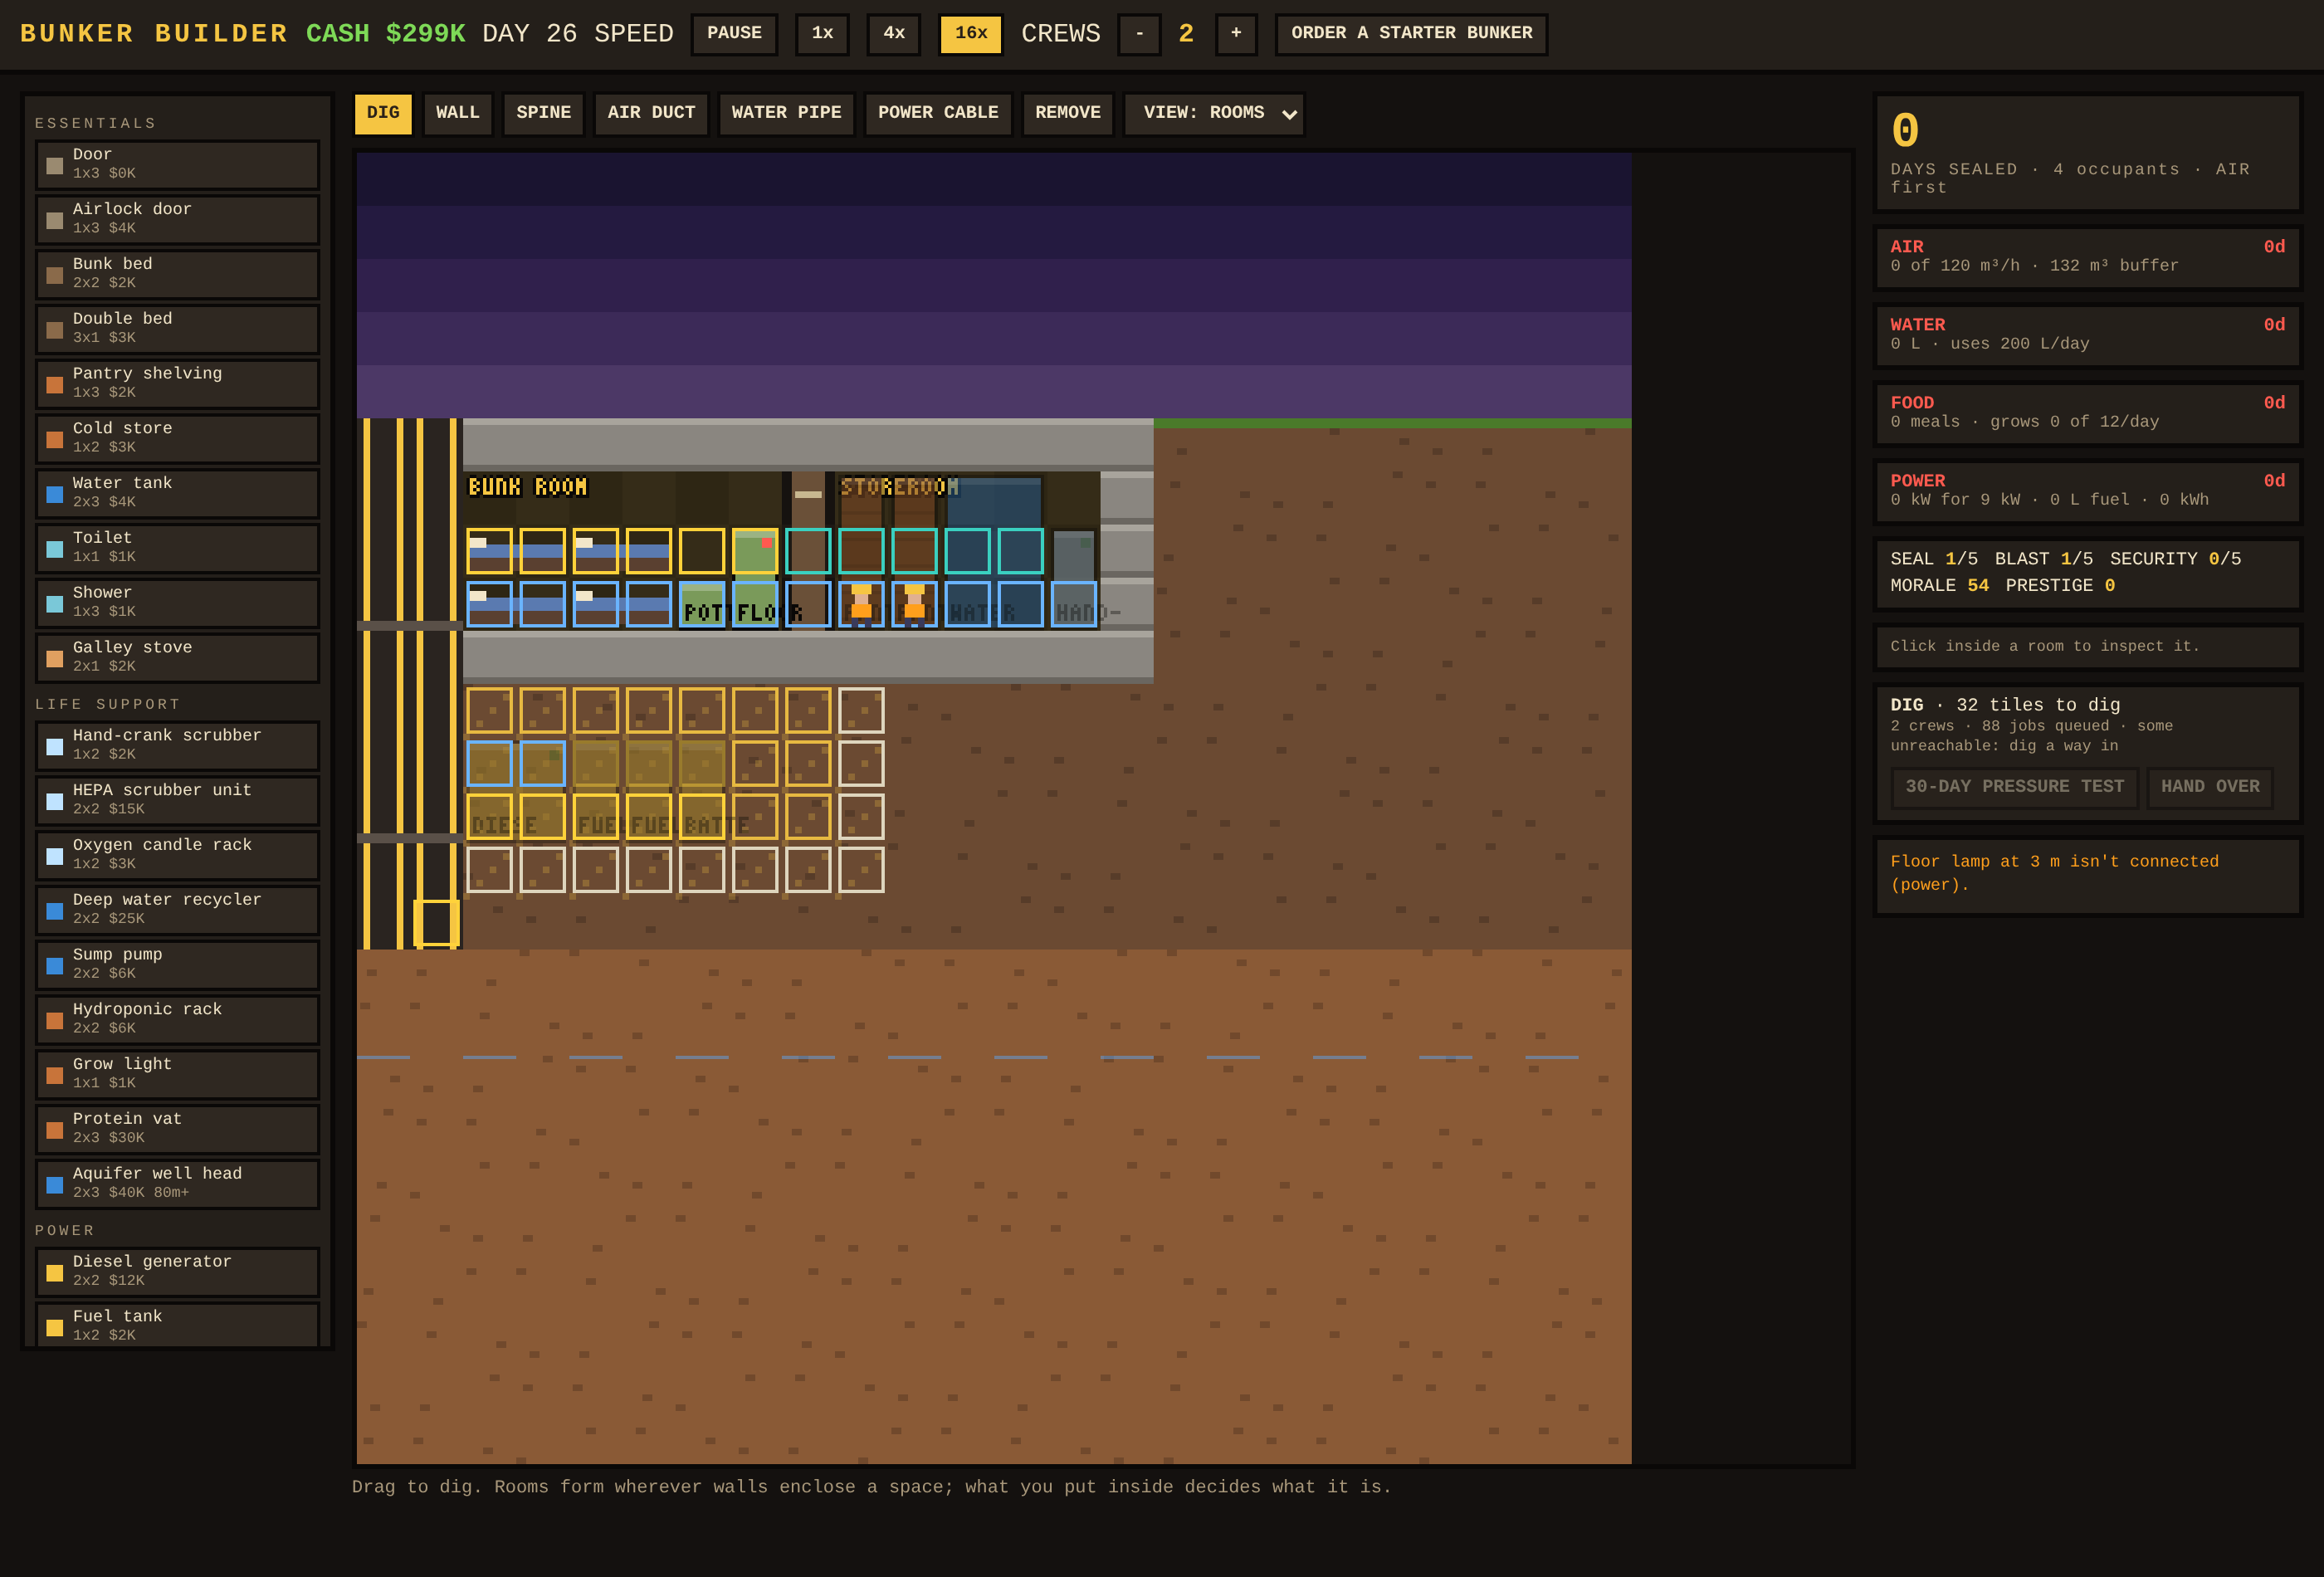 BUNKER BUILDER CASH $299K DAY 26 SPEED PAUSE 1x 4x 16x CREWS - 2 + ORDER A STARTER BUNKER
DIG WALL SPINE AIR DUCT WATER PIPE POWER CABLE REMOVE VIEW: ROOMS
ESSENTIALS
Door
1x3 $0K
Airlock door
1x3 $4K
Bunk bed
2x2 $2K
Double bed
3x1 $3K
Pantry shelving
1x3 $2K
Cold store
1x2 $3K
Water tank
2x3 $4K
Toilet
1x1 $1K
Shower
1x3 $1K
Galley stove
2x1 $2K
LIFE SUPPORT
Hand-crank scrubber
1x2 $2K
HEPA scrubber unit
2x2 $15K
Oxygen candle rack
1x2 $3K
Deep water recycler
2x2 $25K
Sump pump
2x2 $6K
Hydroponic rack
2x2 $6K
Grow light
1x1 $1K
Protein vat
2x3 $30K
Aquifer well head
2x3 $40K 80m+
POWER
Diesel generator
2x2 $12K
Fuel tank
1x2 $2K
BUNK ROOM
STOREROOM
POTT FLOOR
WATER HAND-
DIESE FUEL FUEL BATTE
Drag to dig. Rooms form wherever walls enclose a space; what you put inside decides what it is.
0
DAYS SEALED · 4 occupants · AIR
first
AIR 0d
0 of 120 m³/h · 132 m³ buffer
WATER 0d
0 L · uses 200 L/day
FOOD 0d
0 meals · grows 0 of 12/day
POWER 0d
0 kW for 9 kW · 0 L fuel · 0 kWh
SEAL 1/5 BLAST 1/5 SECURITY 0/5
MORALE 54 PRESTIGE 0
Click inside a room to inspect it.
DIG · 32 tiles to dig
2 crews · 88 jobs queued · some
unreachable: dig a way in
30-DAY PRESSURE TEST HAND OVER
Floor lamp at 3 m isn't connected
(power).